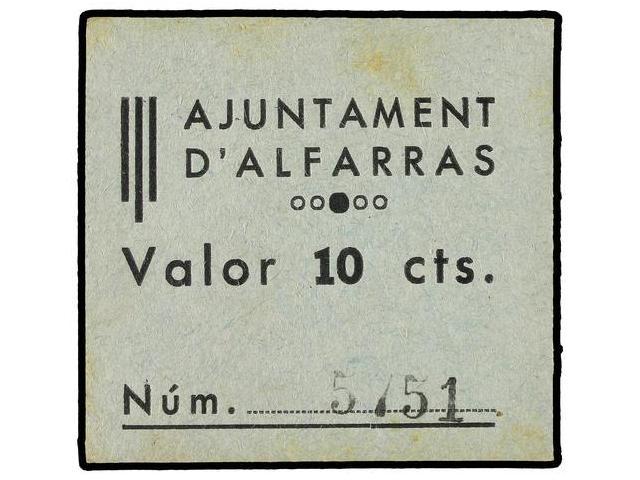 AJUNTAMENT
D'ALFARRAS
Valor 10 cts.
Núm. 5751